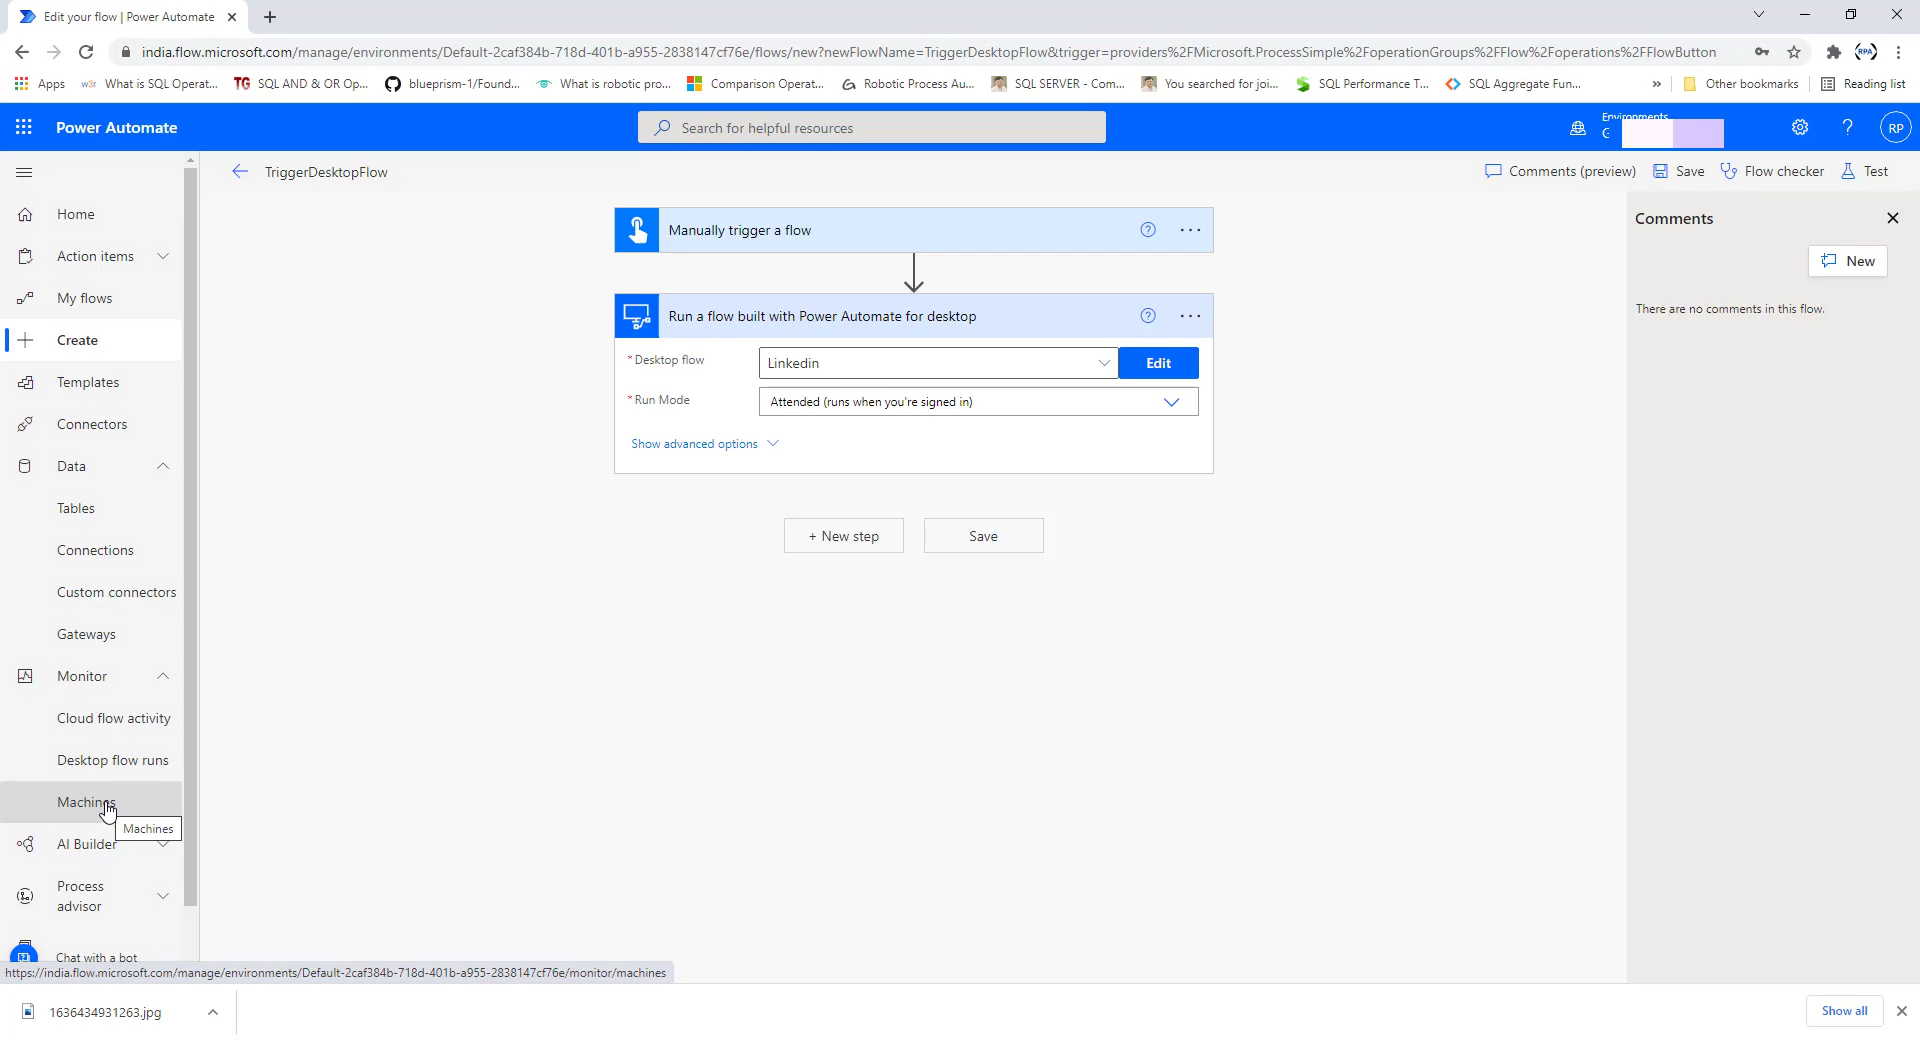 Edit your flow | Power Automate
india.flow.microsoft.com/manage/environments/Default-2caf384b-718d-401b-a955-2838147cf76e/flows/new?newFlowName=TriggerDesktopFlow&trigger=providers%2FMicrosoft.ProcessSimple%2FoperationGroups%2FFlow%2Foperations%2FFlowButton
Apps What is SQL Operat... SQL AND & OR Op... blueprism-1/Found... What is robotic pro... Comparison Operat... Robotic Process Au... SQL SERVER - Com... You searched for joi... SQL Performance T... SQL Aggregate Fun... » Other bookmarks Reading list
Power Automate
Search for helpful resources
Environments
RP
TriggerDesktopFlow
Comments (preview) Save Flow checker Test
Home
Action items
My flows
Create
Templates
Connectors
Data
Tables
Connections
Custom connectors
Gateways
Monitor
Cloud flow activity
Desktop flow runs
Machines
Machines
AI Builder
Process
advisor
Chat with a bot
Manually trigger a flow
Run a flow built with Power Automate for desktop
* Desktop flow
Linkedin
Edit
* Run Mode
Attended (runs when you're signed in)
Show advanced options
+ New step
Save
Comments
New
There are no comments in this flow.
https://india.flow.microsoft.com/manage/environments/Default-2caf384b-718d-401b-a955-2838147cf76e/monitor/machines
1636434931263.jpg
Show all